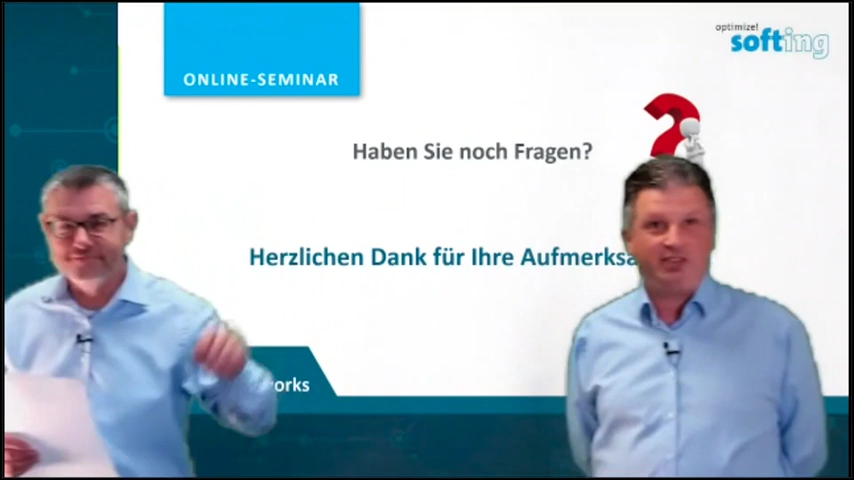 optimize!
softing
ONLINE-SEMINAR
Haben Sie noch Fragen?
Herzlichen Dank für Ihre Aufmerksa
orks